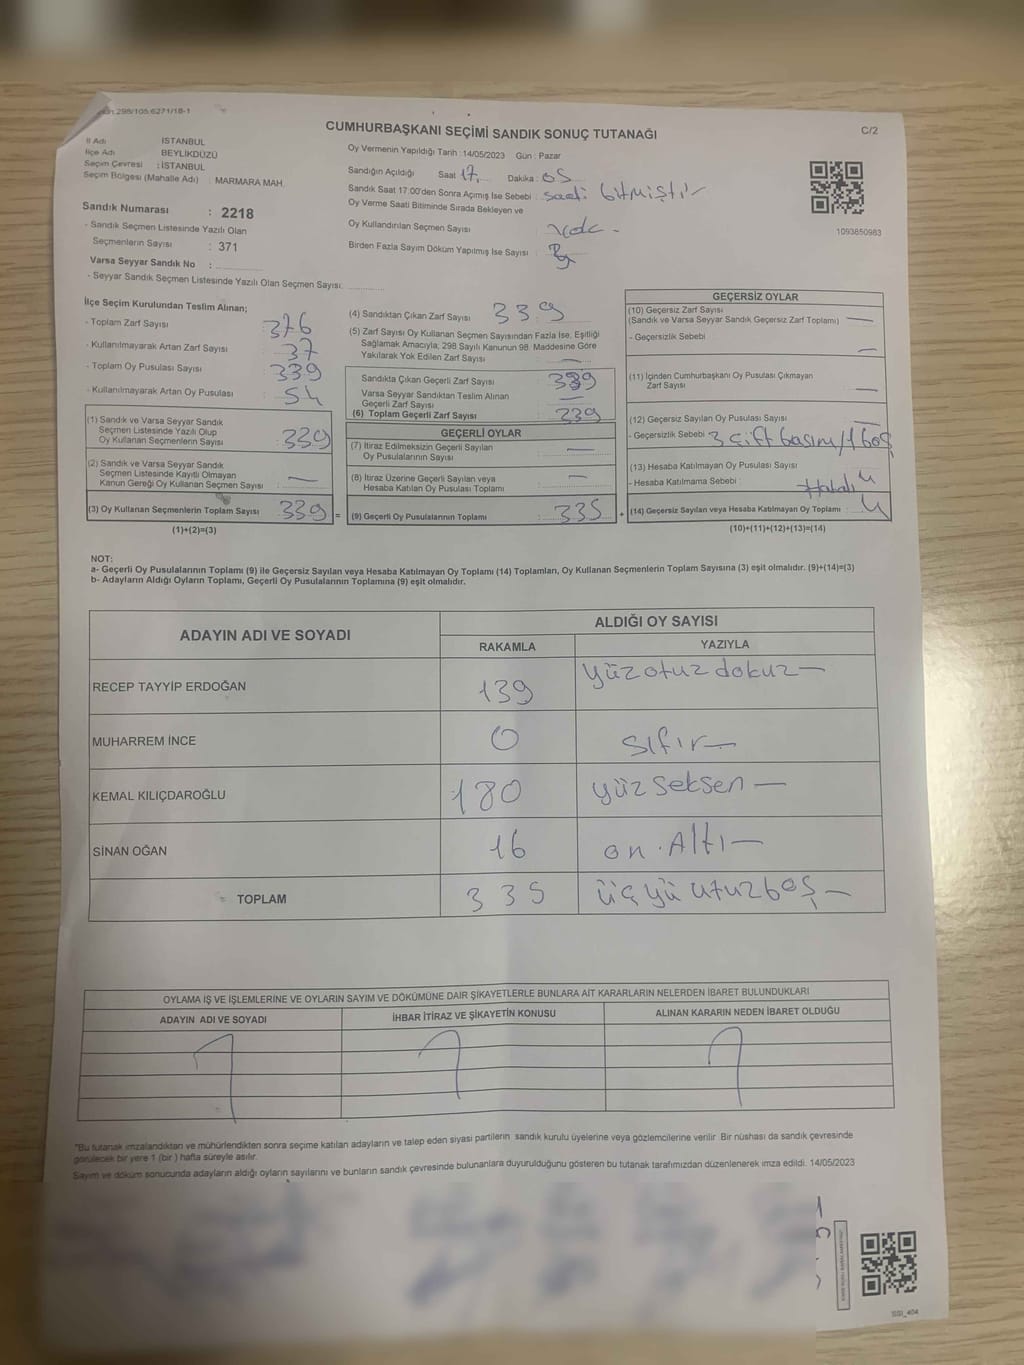 298/105.6271/18-1
CUMHURBAŞKANI SEÇİMİ SANDIK SONUÇ TUTANAĞI
C/2
İl Adı İSTANBUL
İlçe Adı BEYLİKDÜZÜ
Seçim Çevresi : İSTANBUL
Seçim Bölgesi (Mahalle Adı) : MARMARA MAH.
Oy Vermenin Yapıldığı Tarih : 14/05/2023 Gün : Pazar
Sandığın Açıldığı Saat 17. Dakika : 05
Sandık Saat 17:00'den Sonra Açımış İse Sebebi : saati bitmiştir
Oy Verme Saati Bitiminde Sırada Bekleyen ve
Oy Kullandırılan Seçmen Sayısı
Birden Fazla Sayım Döküm Yapılmış İse Sayısı :
1093850983
Sandık Numarası : 2218
- Sandık Seçmen Listesinde Yazılı Olan
Seçmenlerin Sayısı : 371
Varsa Seyyar Sandık No :
- Seyyar Sandık Seçmen Listesinde Yazılı Olan Seçmen Sayısı:
İlçe Seçim Kurulundan Teslim Alınan;
- Toplam Zarf Sayısı 376
- Kullanılmayarak Artan Zarf Sayısı 37
- Toplam Oy Pusulası Sayısı 339
- Kullanılmayarak Artan Oy Pusulası 54
(1) Sandık ve Varsa Seyyar Sandık
Seçmen Listesinde Yazılı Olup
Oy Kullanan Seçmenlerin Sayısı : 339
(2) Sandık ve Varsa Seyyar Sandık
Seçmen Listesinde Kayıtlı Olmayan
Kanun Gereği Oy Kullanan Seçmen Sayısı : —
(3) Oy Kullanan Seçmenlerin Toplam Sayısı : 339 =
(1)+(2)=(3)
(4) Sandıktan Çıkan Zarf Sayısı : 339
(5) Zarf Sayısı Oy Kullanan Seçmen Sayısından Fazla İse, Eşitliği
Sağlamak Amacıyla; 298 Sayılı Kanunun 98. Maddesine Göre
Yakılarak Yok Edilen Zarf Sayısı : —
Sandıkta Çıkan Geçerli Zarf Sayısı : 339
Varsa Seyyar Sandıktan Teslim Alınan
Geçerli Zarf Sayısı : —
(6) Toplam Geçerli Zarf Sayısı : 339
GEÇERLİ OYLAR
(7) İtiraz Edilmeksizin Geçerli Sayılan
Oy Pusulalarının Sayısı : —
(8) İtiraz Üzerine Geçerli Sayılan veya
Hesaba Katılan Oy Pusulası Toplamı : —
(9) Geçerli Oy Pusulalarının Toplamı : 335 +
GEÇERSİZ OYLAR
(10) Geçersiz Zarf Sayısı
(Sandık ve Varsa Seyyar Sandık Geçersiz Zarf Toplamı) : —
- Geçersizlik Sebebi —
(11) İçinden Cumhurbaşkanı Oy Pusulası Çıkmayan
Zarf Sayısı : —
(12) Geçersiz Sayılan Oy Pusulası Sayısı :
- Geçersizlik Sebebi : 3 çift basım/1 boş
(13) Hesaba Katılmayan Oy Pusulası Sayısı : 4
- Hesaba Katılmama Sebebi : Hatalı
(14) Geçersiz Sayılan veya Hesaba Katılmayan Oy Toplamı : 4
(10)+(11)+(12)+(13)=(14)
NOT:
a- Geçerli Oy Pusulalarının Toplamı (9) ile Geçersiz Sayılan veya Hesaba Katılmayan Oy Toplamı (14) Toplamları, Oy Kullanan Seçmenlerin Toplam Sayısına (3) eşit olmalıdır. (9)+(14)=(3)
b- Adayların Aldığı Oyların Toplamı, Geçerli Oy Pusulalarının Toplamına (9) eşit olmalıdır.
ADAYIN ADI VE SOYADI
ALDIĞI OY SAYISI
RAKAMLA YAZIYLA
RECEP TAYYİP ERDOĞAN 139 yüzotuz dokuz —
MUHARREM İNCE 0 sıfır —
KEMAL KILIÇDAROĞLU 180 yüz seksen —
SİNAN OĞAN 16 on.Altı —
TOPLAM 335 üçyü utuzbeş —
OYLAMA İŞ VE İŞLEMLERİNE VE OYLARIN SAYIM VE DÖKÜMÜNE DAİR ŞİKAYETLERLE BUNLARA AİT KARARLARIN NELERDEN İBARET BULUNDUKLARI
ADAYIN ADI VE SOYADI İHBAR İTİRAZ VE ŞİKAYETİN KONUSU ALINAN KARARIN NEDEN İBARET OLDUĞU
*Bu tutanak imzalandıktan ve mühürlendikten sonra seçime katılan adayların ve talep eden siyasi partilerin sandık kurulu üyelerine veya gözlemcilerine verilir. Bir nüshası da sandık çevresinde
görülecek bir yere 1 (bir) hafta süreyle asılır.
Sayım ve döküm sonucunda adayların aldığı oyların sayılarını ve bunların sandık çevresinde bulunanlara duyurulduğunu gösteren bu tutanak tarafımızdan düzenlenerek imza edildi. 14/05/2023
SSI_404